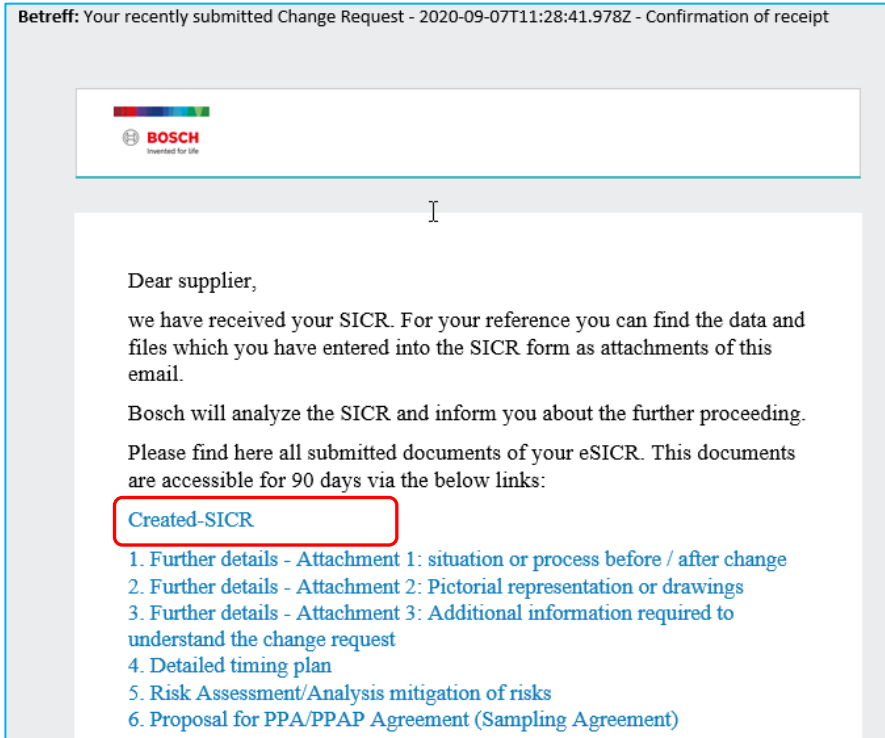 Betreff: Your recently submitted Change Request - 2020-09-07T11:28:41.978Z - Confirmation of receipt
BOSCH
Invented for life
Dear supplier,
we have received your SICR. For your reference you can find the data and
files which you have entered into the SICR form as attachments of this
email.
Bosch will analyze the SICR and inform you about the further proceeding.
Please find here all submitted documents of your eSICR. This documents
are accessible for 90 days via the below links:
Created-SICR
1. Further details - Attachment 1: situation or process before / after change
2. Further details - Attachment 2: Pictorial representation or drawings
3. Further details - Attachment 3: Additional information required to
understand the change request
4. Detailed timing plan
5. Risk Assessment/Analysis mitigation of risks
6. Proposal for PPA/PPAP Agreement (Sampling Agreement)